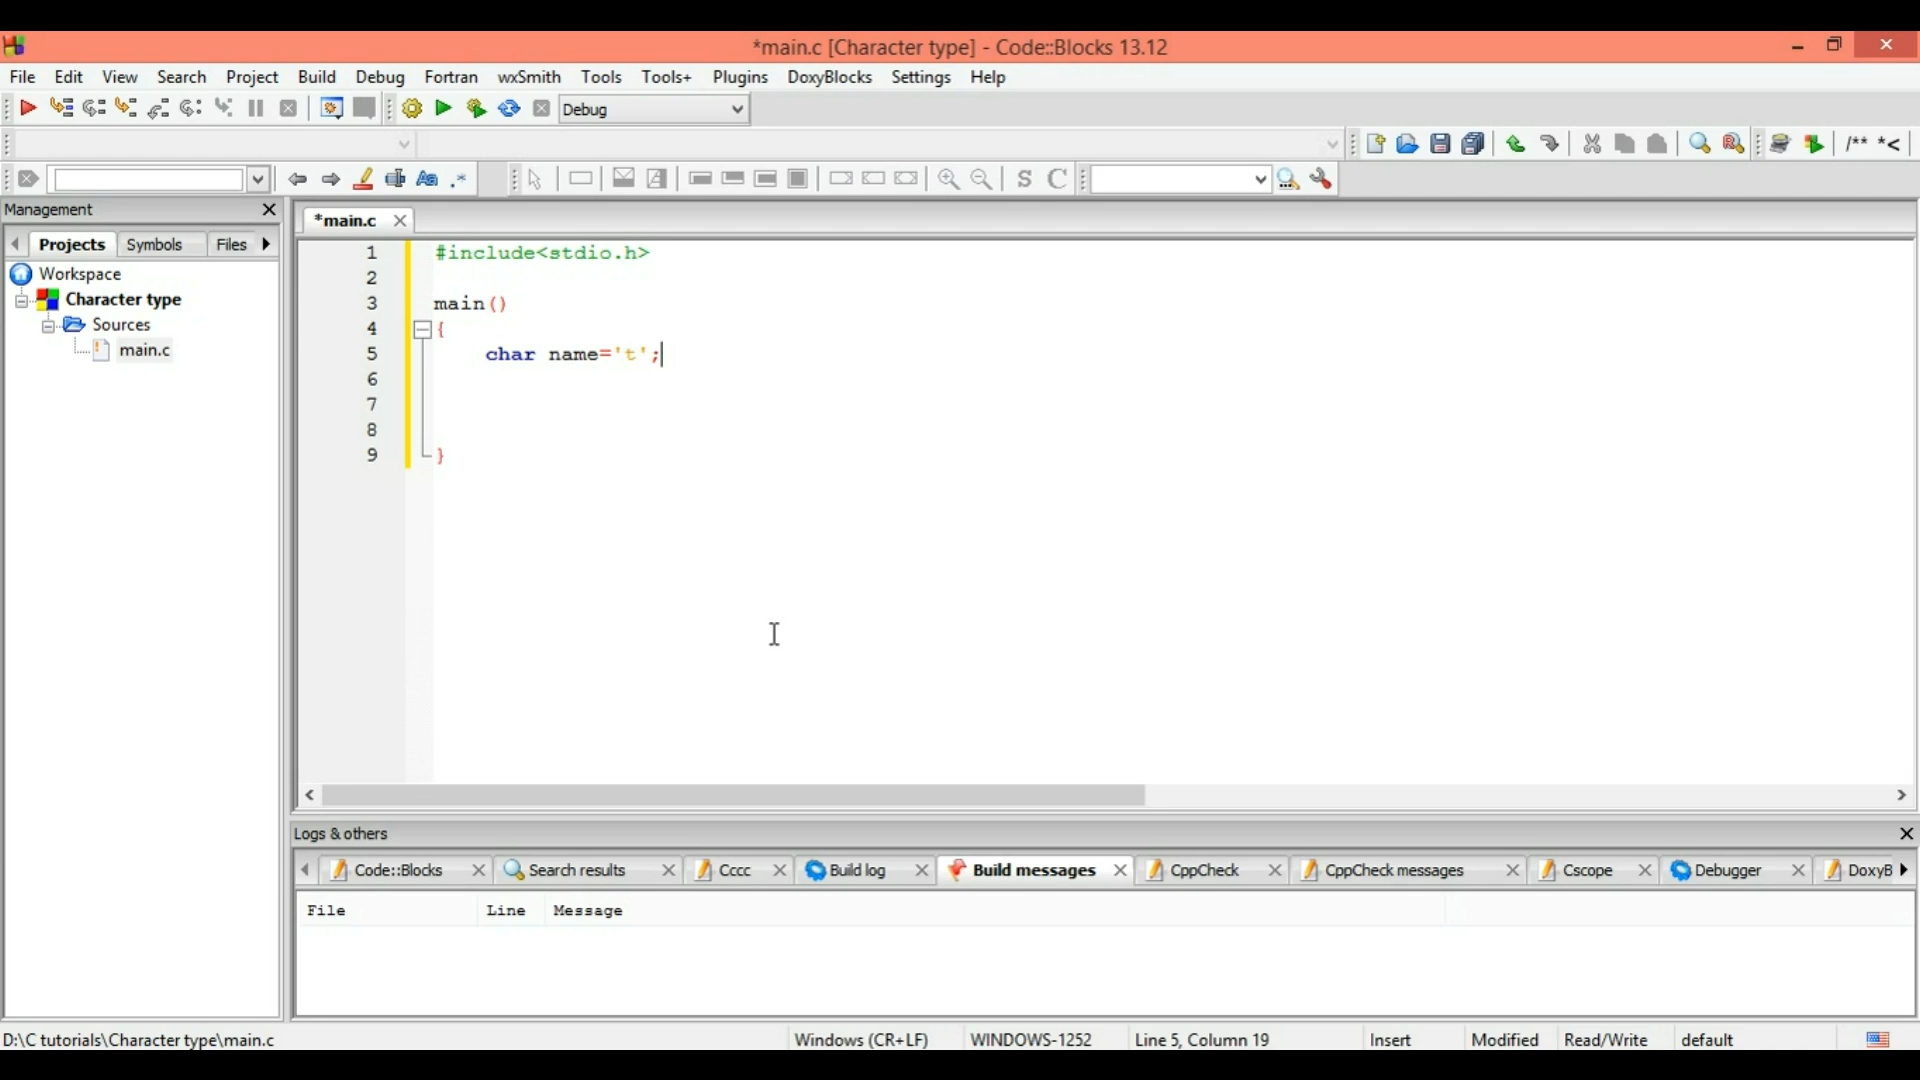 *main.c [Character type] - Code::Blocks 13.12
File Edit View Search Project Build Debug Fortran wxSmith Tools Tools+ Plugins DoxyBlocks Settings Help
Debug
/** *<
S C
Management
*main.c
Projects Symbols Files
Workspace
Character type
Sources
main.c
1 #include<stdio.h>
2
3 main()
4 {
5 char name='t';
6
7
8
9 }
Logs & others
Code::Blocks Search results Cccc Build log Build messages CppCheck CppCheck messages Cscope Debugger DoxyB
File Line Message
D:\C tutorials\Character type\main.c Windows (CR+LF) WINDOWS-1252 Line 5, Column 19 Insert Modified Read/Write default